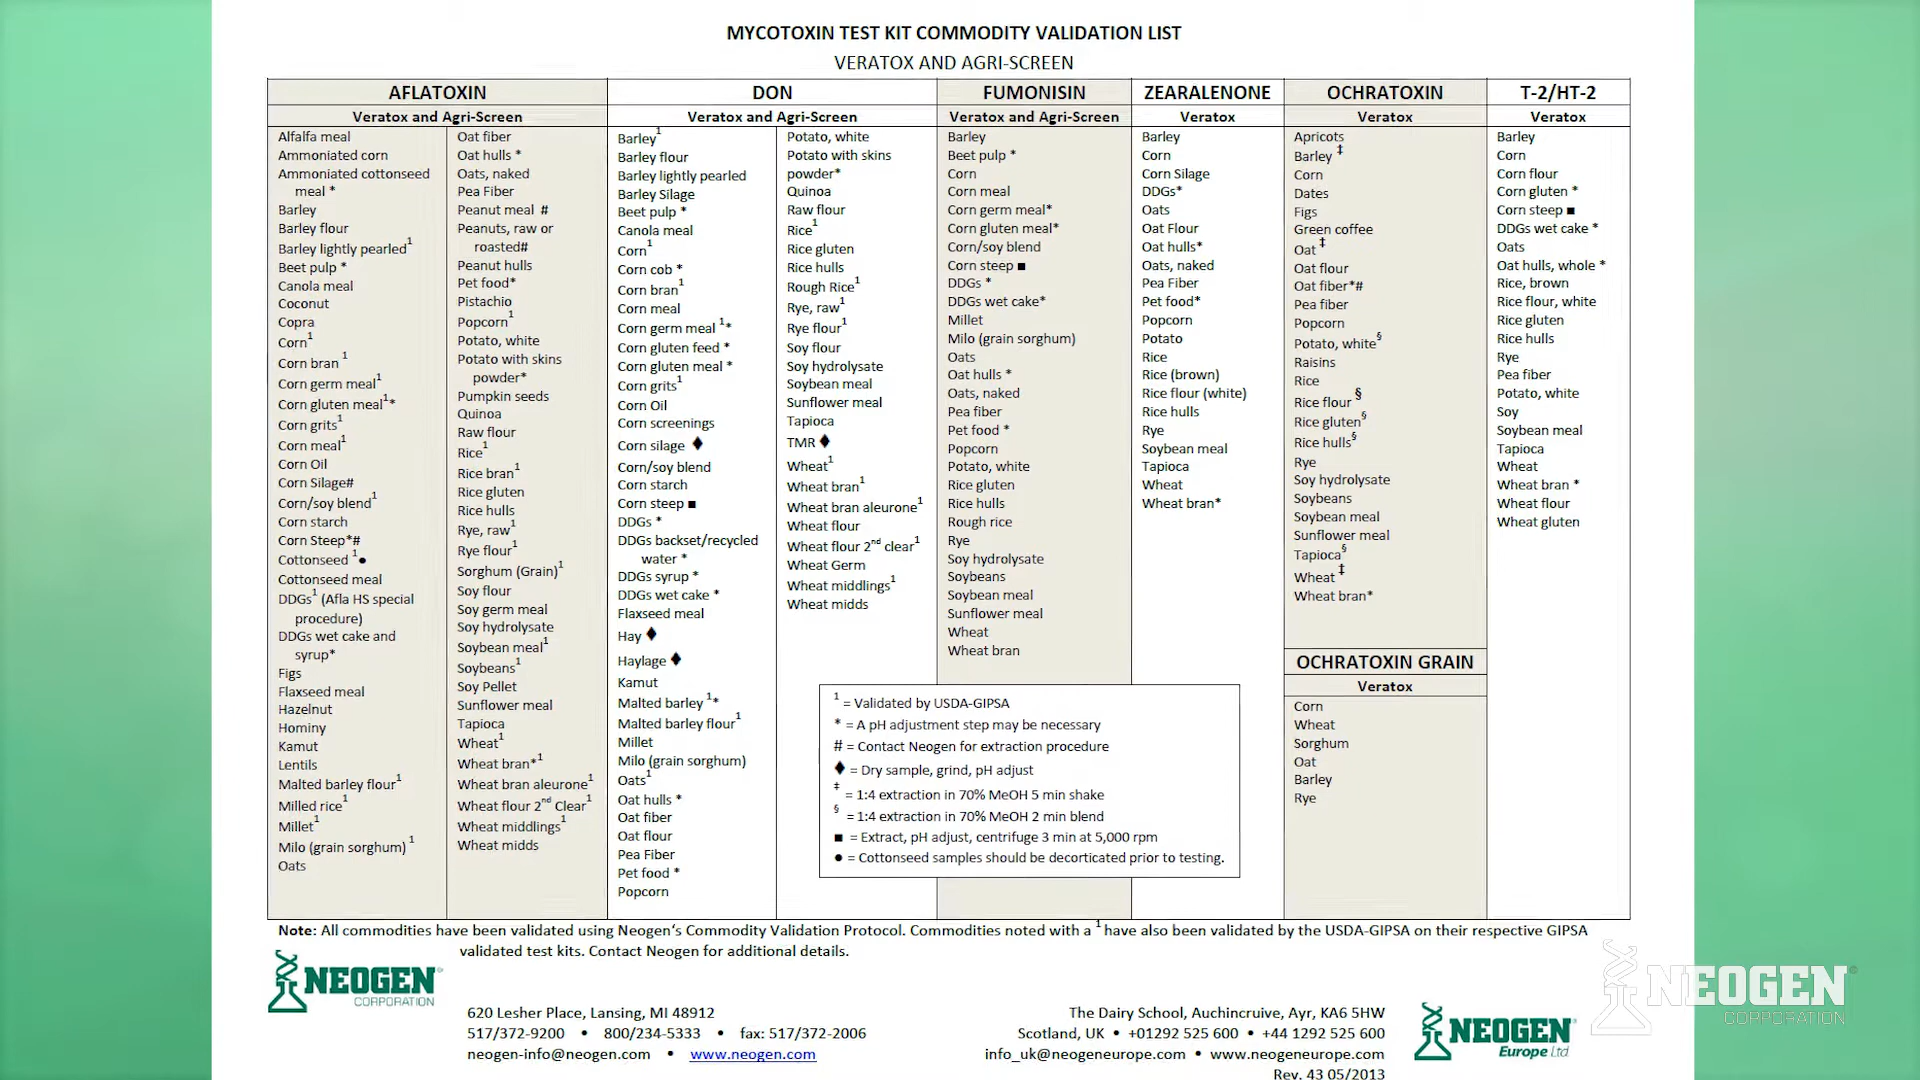 MYCOTOXIN TEST KIT COMMODITY VALIDATION LIST
VERATOX AND AGRI-SCREEN
AFLATOXIN
Veratox and Agri-Screen
Alfalfa meal
Ammoniated corn
Ammoniated cottonseed
meal *
Barley
Barley flour
Barley lightly pearled¹
Beet pulp *
Canola meal
Coconut
Copra
Corn¹
Corn bran ¹
Corn germ meal¹
Corn gluten meal¹*
Corn grits¹
Corn meal¹
Corn Oil
Corn Silage#
Corn/soy blend¹
Corn starch
Corn Steep*#
Cottonseed ¹●
Cottonseed meal
DDGs¹ (Afla HS special
procedure)
DDGs wet cake and
syrup*
Figs
Flaxseed meal
Hazelnut
Hominy
Kamut
Lentils
Malted barley flour¹
Milled rice¹
Millet¹
Milo (grain sorghum) ¹
Oats
Oat fiber
Oat hulls *
Oats, naked
Pea Fiber
Peanut meal #
Peanuts, raw or
roasted#
Peanut hulls
Pet food*
Pistachio
Popcorn¹
Potato, white
Potato with skins
powder*
Pumpkin seeds
Quinoa
Raw flour
Rice¹
Rice bran¹
Rice gluten
Rice hulls
Rye, raw¹
Rye flour¹
Sorghum (Grain)¹
Soy flour
Soy germ meal
Soy hydrolysate
Soybean meal¹
Soybeans¹
Soy Pellet
Sunflower meal
Tapioca
Wheat¹
Wheat bran*¹
Wheat bran aleurone¹
Wheat flour 2nd Clear¹
Wheat middlings¹
Wheat midds
DON
Veratox and Agri-Screen
Barley¹
Barley flour
Barley lightly pearled
Barley Silage
Beet pulp *
Canola meal
Corn¹
Corn cob *
Corn bran¹
Corn meal
Corn germ meal ¹*
Corn gluten feed *
Corn gluten meal *
Corn grits¹
Corn Oil
Corn screenings
Corn silage ♦
Corn/soy blend
Corn starch
Corn steep ■
DDGs *
DDGs backset/recycled
water *
DDGs syrup *
DDGs wet cake *
Flaxseed meal
Hay ♦
Haylage ♦
Kamut
Malted barley ¹*
Malted barley flour¹
Millet
Milo (grain sorghum)
Oats¹
Oat hulls *
Oat fiber
Oat flour
Pea Fiber
Pet food *
Popcorn
Potato, white
Potato with skins
powder*
Quinoa
Raw flour
Rice¹
Rice gluten
Rice hulls
Rough Rice¹
Rye, raw¹
Rye flour¹
Soy flour
Soy hydrolysate
Soybean meal
Sunflower meal
Tapioca
TMR ♦
Wheat¹
Wheat bran¹
Wheat bran aleurone¹
Wheat flour
Wheat flour 2nd clear¹
Wheat Germ
Wheat middlings¹
Wheat midds
FUMONISIN
Veratox and Agri-Screen
Barley
Beet pulp *
Corn
Corn meal
Corn germ meal*
Corn gluten meal*
Corn/soy blend
Corn steep ■
DDGs *
DDGs wet cake*
Millet
Milo (grain sorghum)
Oats
Oat hulls *
Oats, naked
Pea fiber
Pet food *
Popcorn
Potato, white
Rice gluten
Rice hulls
Rough rice
Rye
Soy hydrolysate
Soybeans
Soybean meal
Sunflower meal
Wheat
Wheat bran
ZEARALENONE
Veratox
Barley
Corn
Corn Silage
DDGs*
Oats
Oat Flour
Oat hulls*
Oats, naked
Pea Fiber
Pet food*
Popcorn
Potato
Rice
Rice (brown)
Rice flour (white)
Rice hulls
Rye
Soybean meal
Tapioca
Wheat
Wheat bran*
OCHRATOXIN
Veratox
Apricots
Barley ‡
Corn
Dates
Figs
Green coffee
Oat‡
Oat flour
Oat fiber*#
Pea fiber
Popcorn
Potato, white§
Raisins
Rice
Rice flour §
Rice gluten§
Rice hulls§
Rye
Soy hydrolysate
Soybeans
Soybean meal
Sunflower meal
Tapioca§
Wheat ‡
Wheat bran*
OCHRATOXIN GRAIN
Veratox
Corn
Wheat
Sorghum
Oat
Barley
Rye
T-2/HT-2
Veratox
Barley
Corn
Corn flour
Corn gluten *
Corn steep ■
DDGs wet cake *
Oats
Oat hulls, whole *
Rice, brown
Rice flour, white
Rice gluten
Rice hulls
Rye
Pea fiber
Potato, white
Soy
Soybean meal
Tapioca
Wheat
Wheat bran *
Wheat flour
Wheat gluten
¹ = Validated by USDA-GIPSA
* = A pH adjustment step may be necessary
# = Contact Neogen for extraction procedure
♦ = Dry sample, grind, pH adjust
‡ = 1:4 extraction in 70% MeOH 5 min shake
§ = 1:4 extraction in 70% MeOH 2 min blend
■ = Extract, pH adjust, centrifuge 3 min at 5,000 rpm
● = Cottonseed samples should be decorticated prior to testing.
Note: All commodities have been validated using Neogen's Commodity Validation Protocol. Commodities noted with a ¹ have also been validated by the USDA-GIPSA on their respective GIPSA
validated test kits. Contact Neogen for additional details.
NEOGEN
CORPORATION
620 Lesher Place, Lansing, MI 48912
517/372-9200 • 800/234-5333 • fax: 517/372-2006
neogen-info@neogen.com • www.neogen.com
The Dairy School, Auchincruive, Ayr, KA6 5HW
Scotland, UK • +01292 525 600 • +44 1292 525 600
info_uk@neogeneurope.com • www.neogeneurope.com
Rev. 43 05/2013
NEOGEN
Europe Ltd
NEOGEN
CORPORATION